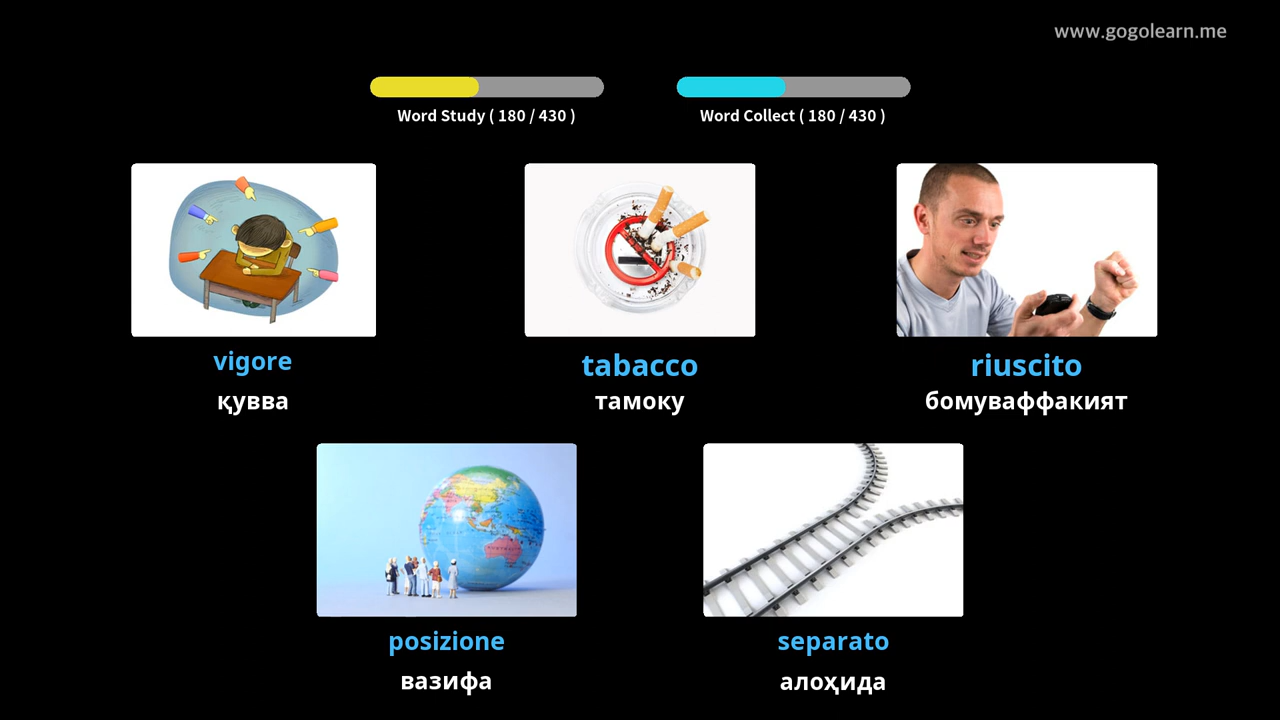 www.gogolearn.me
Word Study ( 180 / 430 )
Word Collect ( 180 / 430 )
vigore
қувва
tabacco
тамоку
riuscito
бомуваффакият
posizione
вазифа
separato
алоҳида